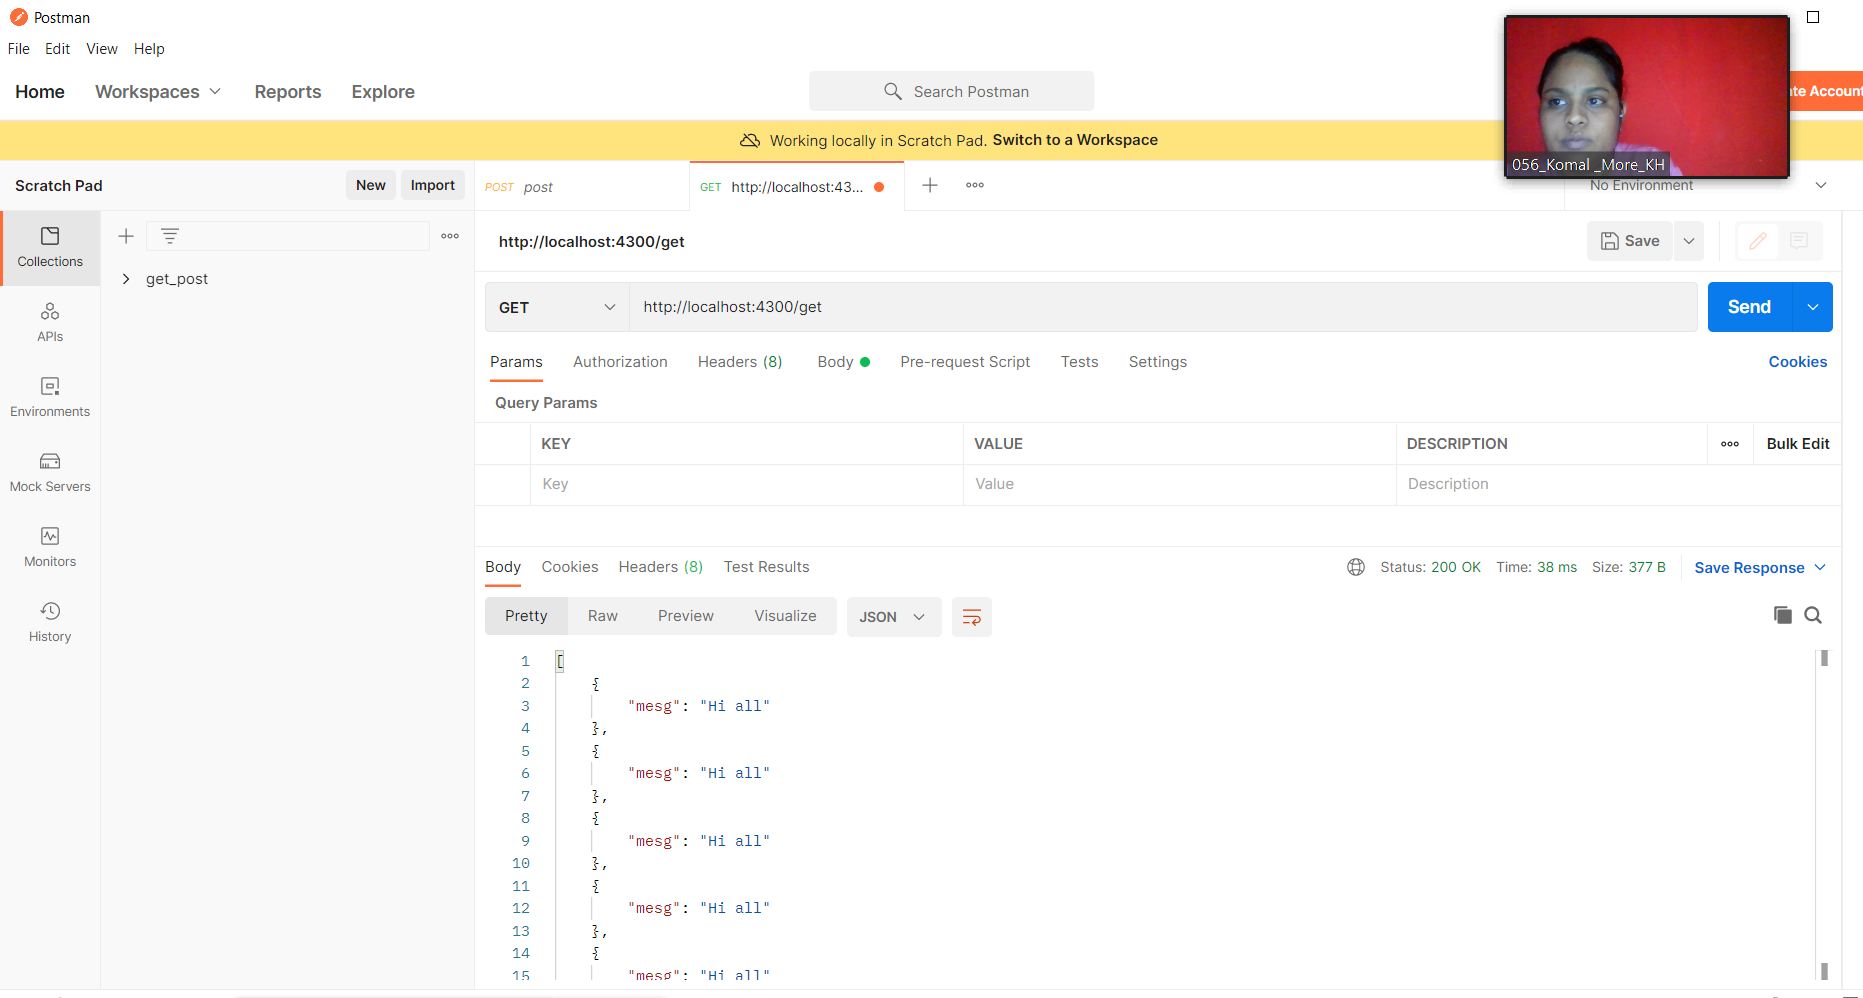 Postman
File Edit View Help
Home Workspaces Reports Explore
Search Postman
Account
Working locally in Scratch Pad. Switch to a Workspace
056_Komal _More_KH
Scratch Pad
New Import
POST post
GET http://localhost:43...
No Environment
Collections
get_post
http://localhost:4300/get
Save
APIs
GET http://localhost:4300/get
Send
Environments
Params Authorization Headers (8) Body Pre-request Script Tests Settings
Cookies
Query Params
KEY VALUE DESCRIPTION
Bulk Edit
Key Value Description
Mock Servers
Monitors
History
Body Cookies Headers (8) Test Results
Status: 200 OK Time: 38 ms Size: 377 B
Save Response
Pretty Raw Preview Visualize
JSON
1 [
2 {
3 "mesg": "Hi all"
4 },
5 {
6 "mesg": "Hi all"
7 },
8 {
9 "mesg": "Hi all"
10 },
11 {
12 "mesg": "Hi all"
13 },
14 {
15 "mesg": "Hi all"